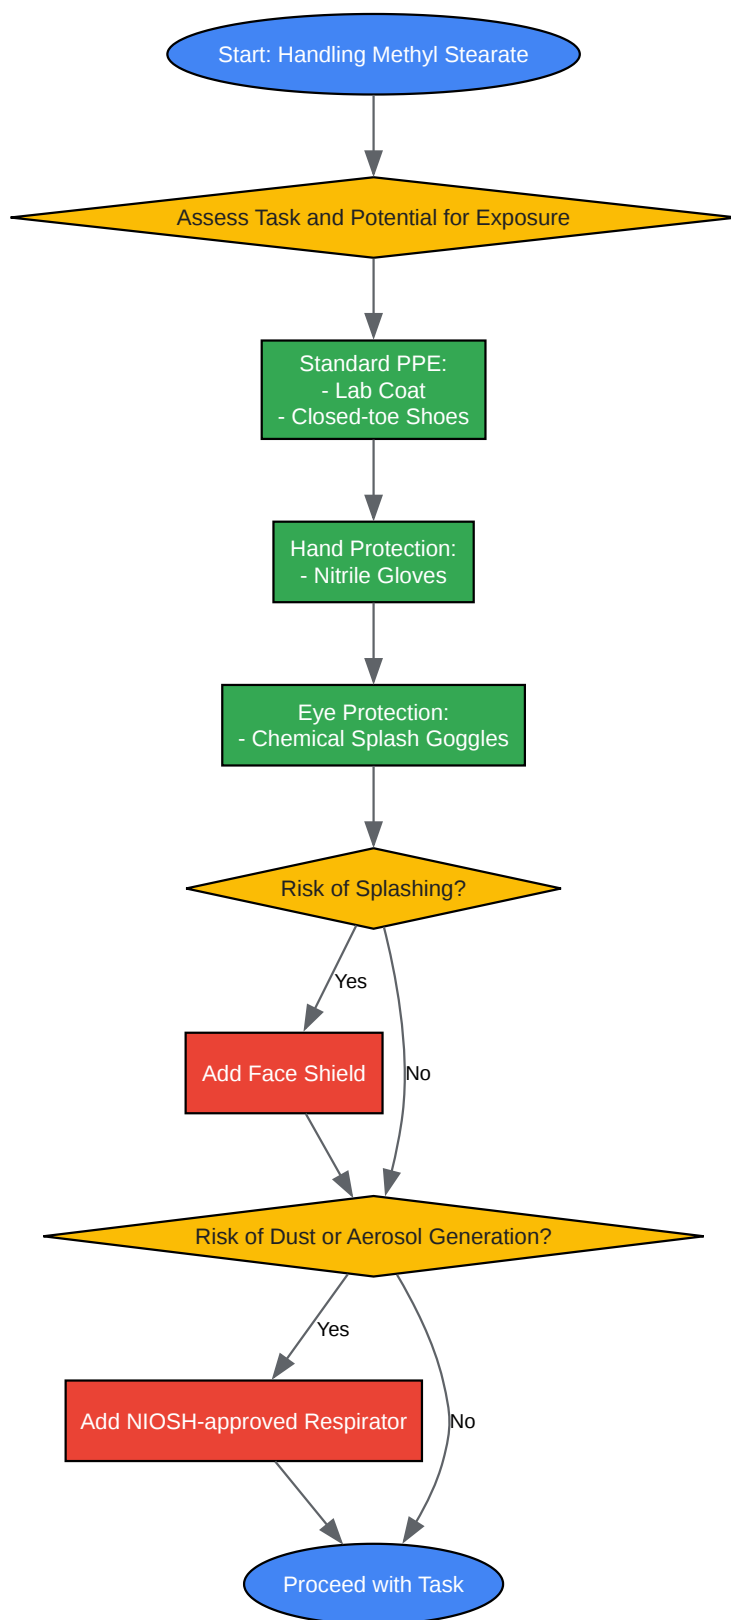 Start: Handling Methyl Stearate
Assess Task and Potential for Exposure
Standard PPE:
- Lab Coat
- Closed-toe Shoes
Hand Protection:
- Nitrile Gloves
Eye Protection:
- Chemical Splash Goggles
Risk of Splashing?
Yes
Add Face Shield
No
Risk of Dust or Aerosol Generation?
Yes
Add NIOSH-approved Respirator
No
Proceed with Task